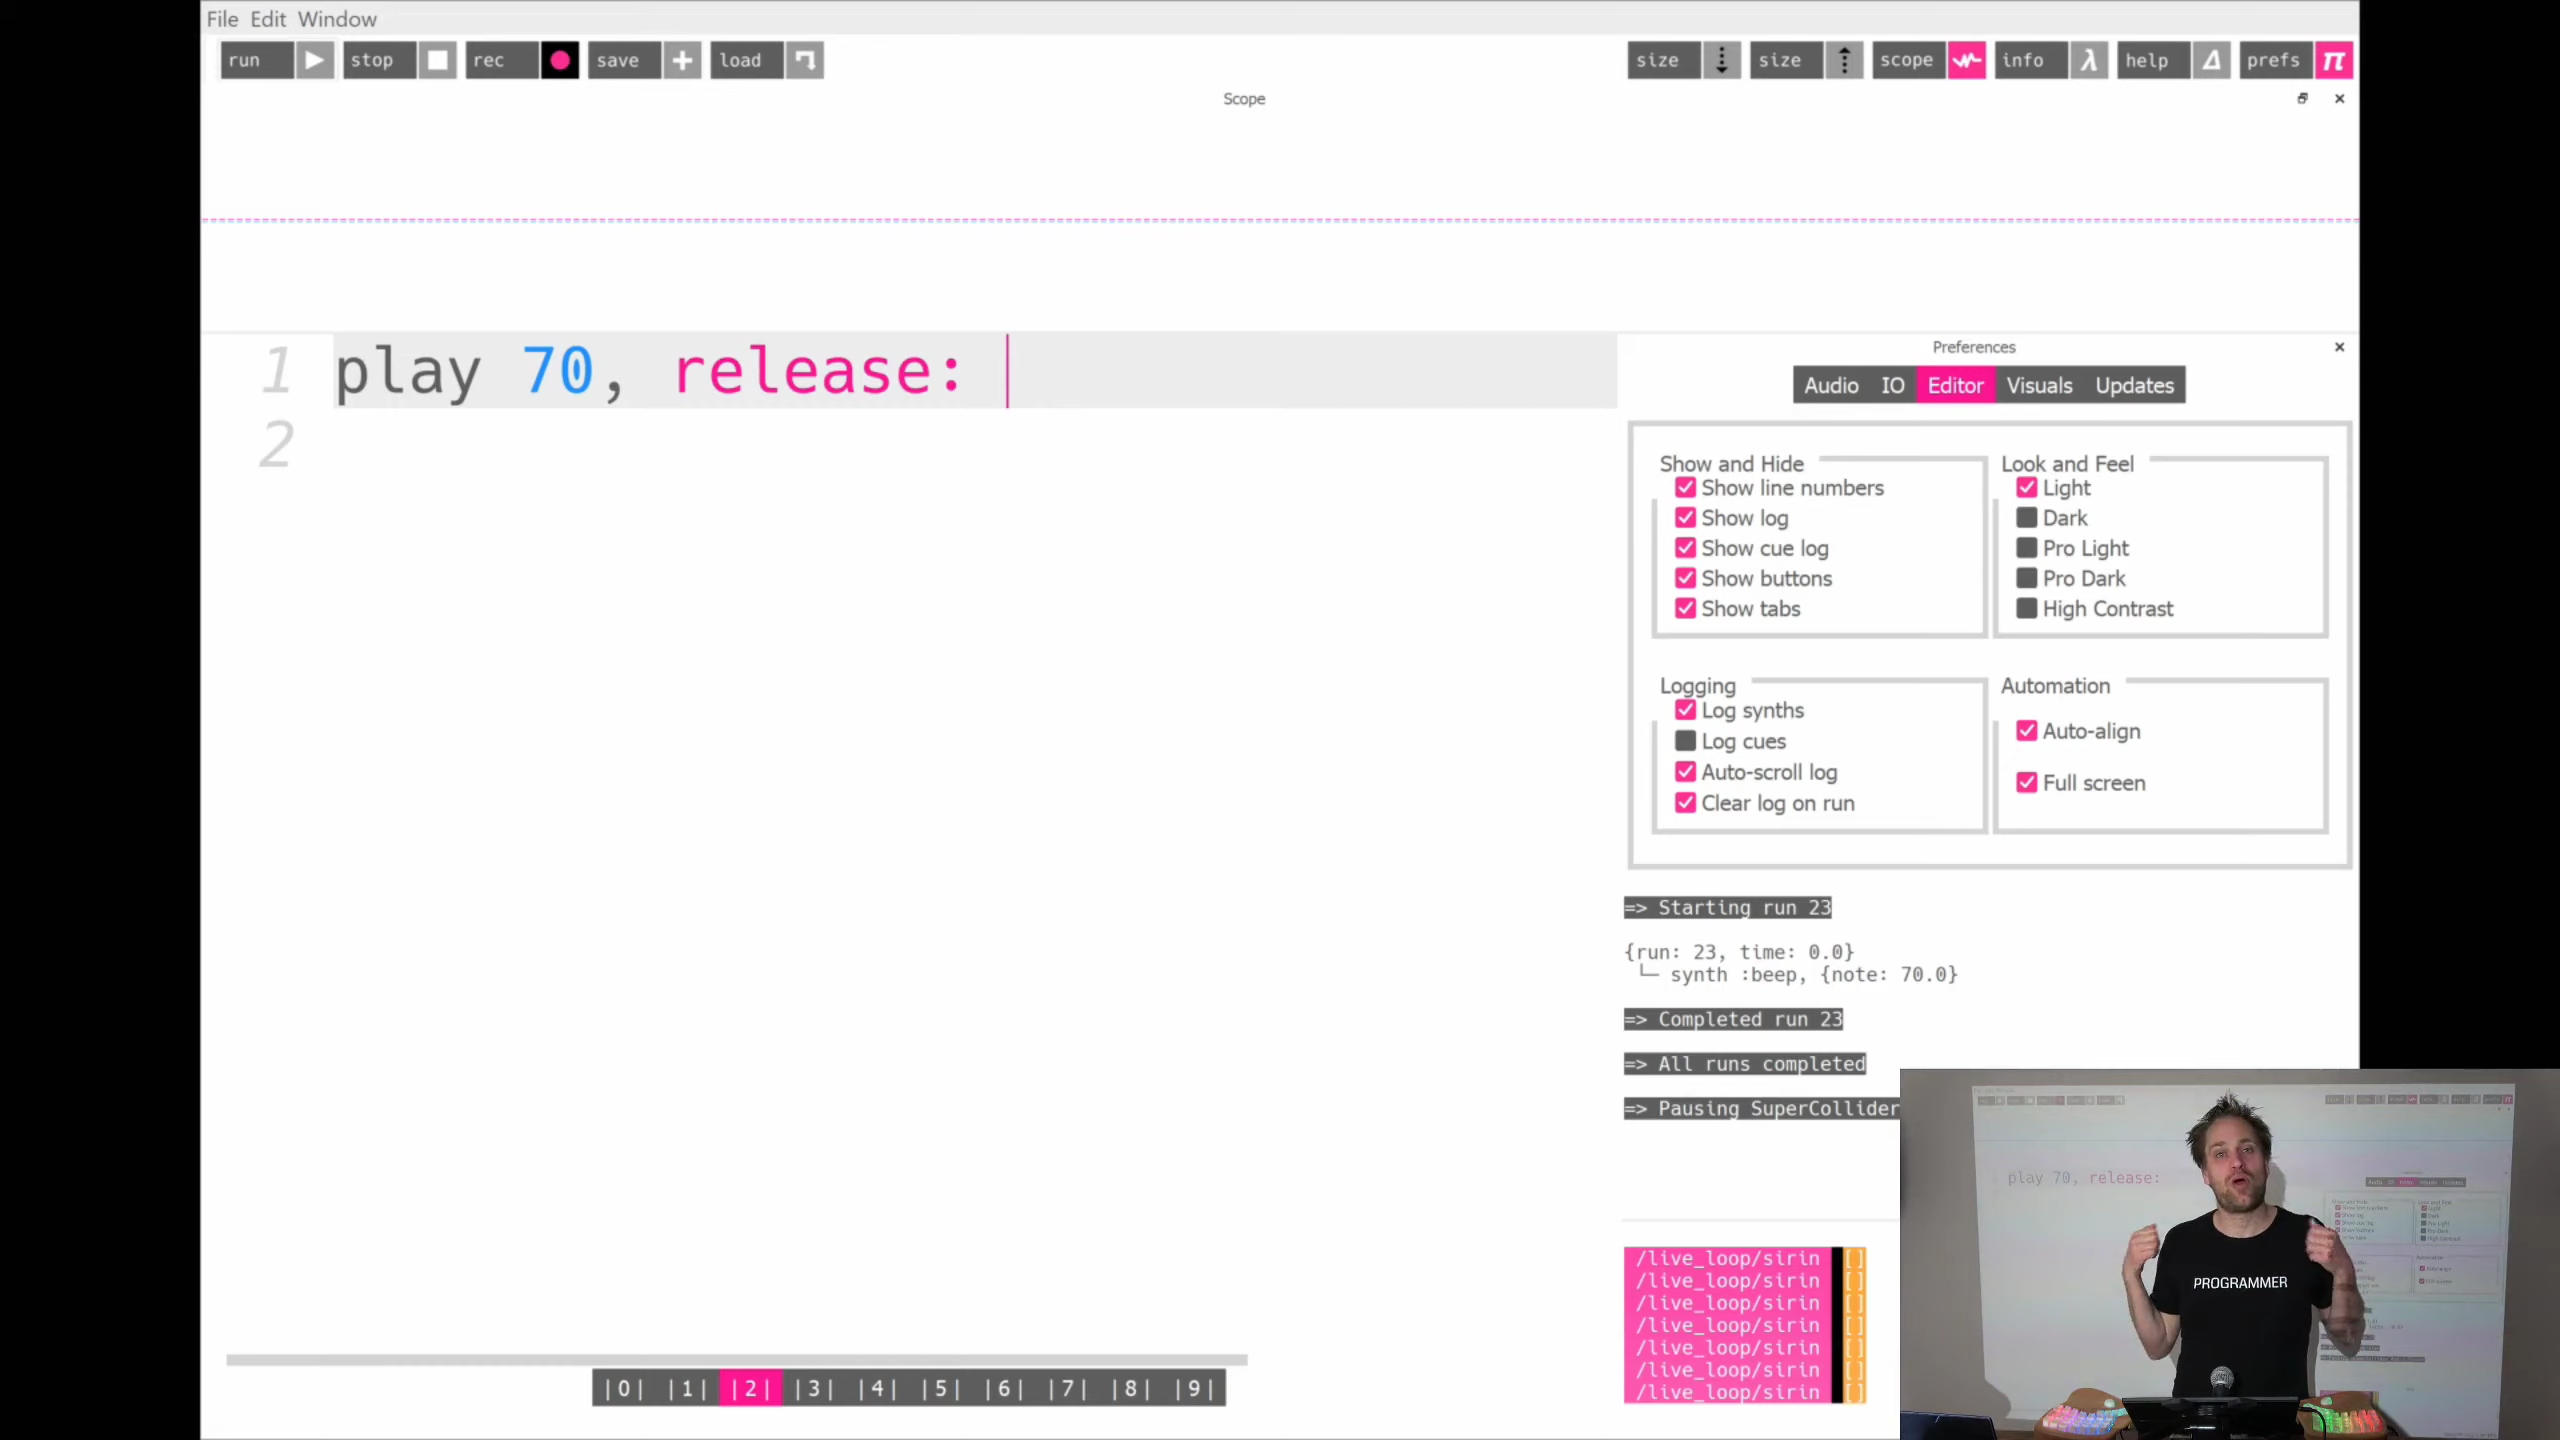 File Edit Window
run stop rec save load size size scope info λ help prefs π
Scope
1 play 70, release:
2
Preferences
Audio IO Editor Visuals Updates
Show and Hide
Show line numbers
Show log
Show cue log
Show buttons
Show tabs
Look and Feel
Light
Dark
Pro Light
Pro Dark
High Contrast
Logging
Log synths
Log cues
Auto-scroll log
Clear log on run
Automation
Auto-align
Full screen
=> Starting run 23
{run: 23, time: 0.0}
└─ synth :beep, {note: 70.0}
=> Completed run 23
=> All runs completed
=> Pausing SuperCollider
/live_loop/sirin []
/live_loop/sirin []
/live_loop/sirin []
/live_loop/sirin []
/live_loop/sirin []
/live_loop/sirin []
/live_loop/sirin []
|0| |1| |2| |3| |4| |5| |6| |7| |8| |9|
play 70, release:
PROGRAMMER